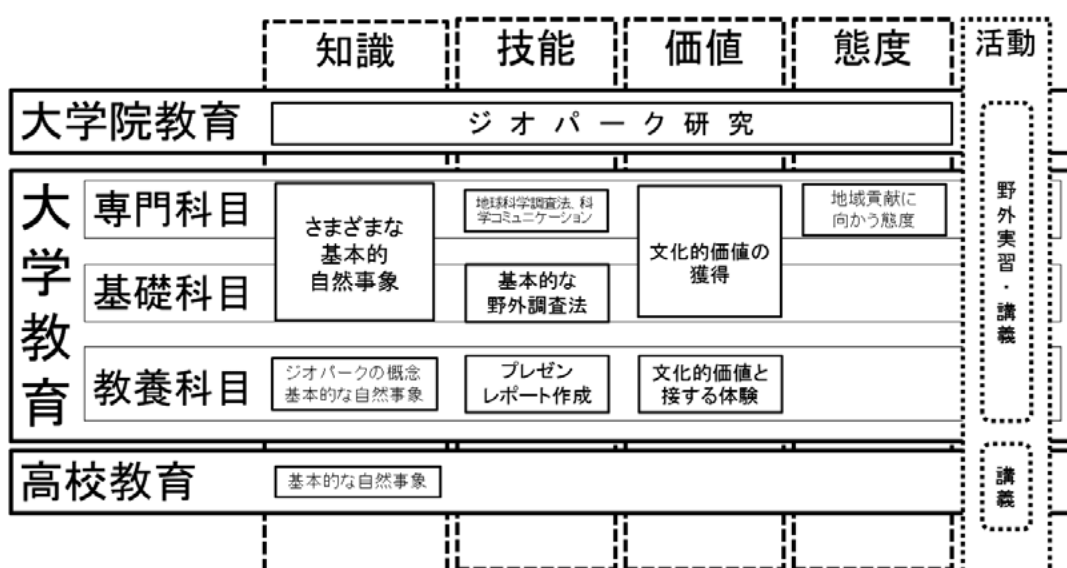 知識
技能
価値
態度
活動
大学院教育
ジオパーク研究
大学教育
専門科目
さまざまな
基本的
自然事象
地球科学調査法、科
学コミュニケーション
文化的価値の
獲得
地域貢献に
向かう態度
基礎科目
基本的な
野外調査法
教養科目
ジオパークの概念
基本的な自然事象
プレゼン
レポート作成
文化的価値と
接する体験
野外実習・講義
高校教育
基本的な自然事象
講義